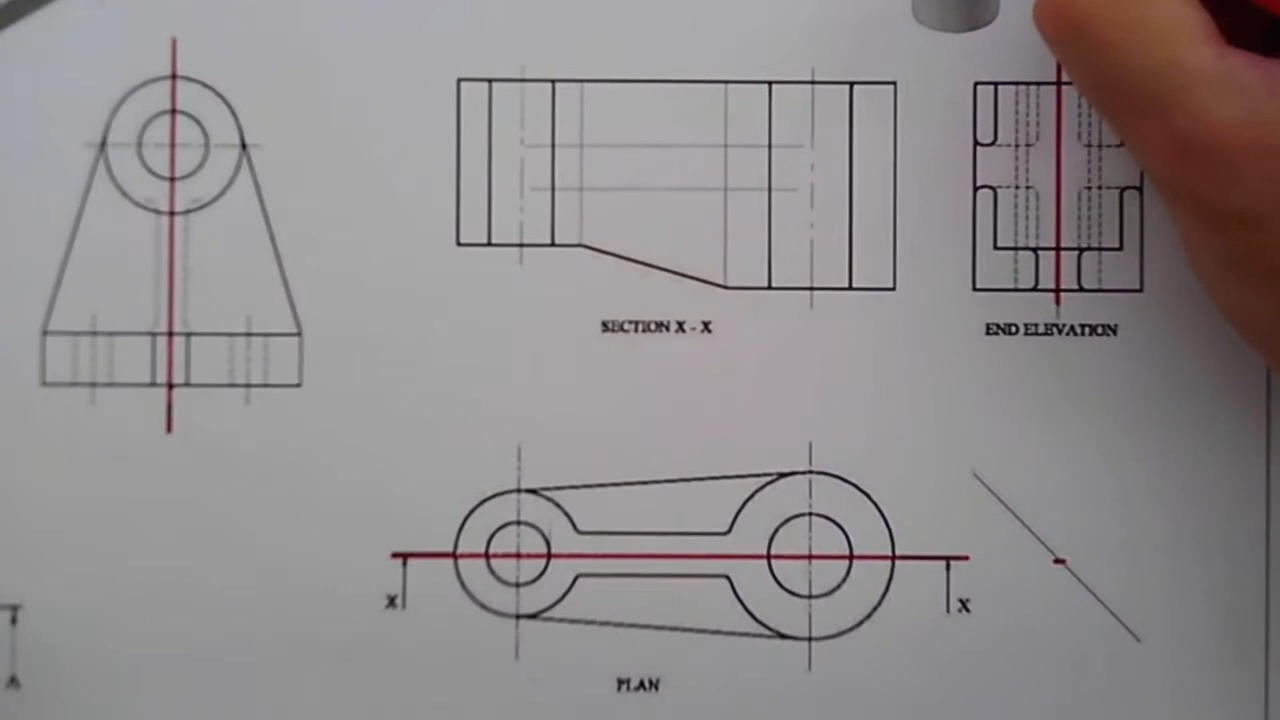 SECTION X - X
END ELEVATION
X
X
PLAN
A